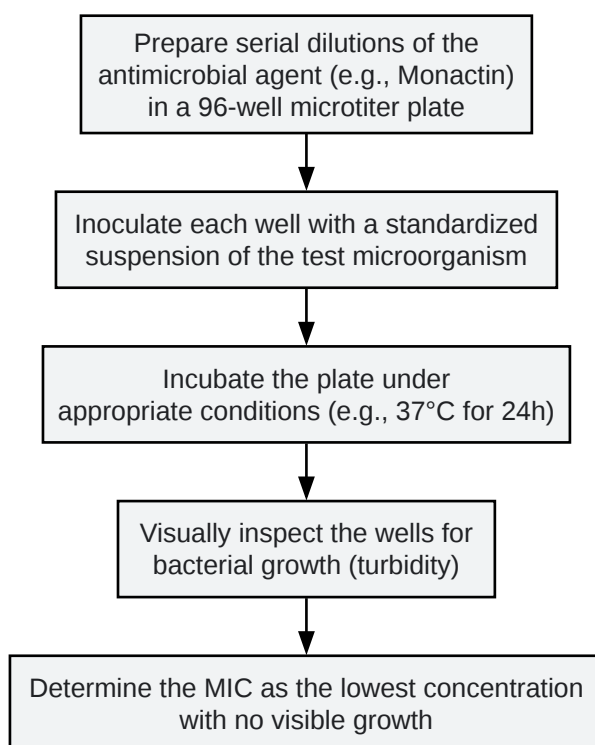 Prepare serial dilutions of the
antimicrobial agent (e.g., Monactin)
in a 96-well microtiter plate
Inoculate each well with a standardized
suspension of the test microorganism
Incubate the plate under
appropriate conditions (e.g., 37°C for 24h)
Visually inspect the wells for
bacterial growth (turbidity)
Determine the MIC as the lowest concentration
with no visible growth